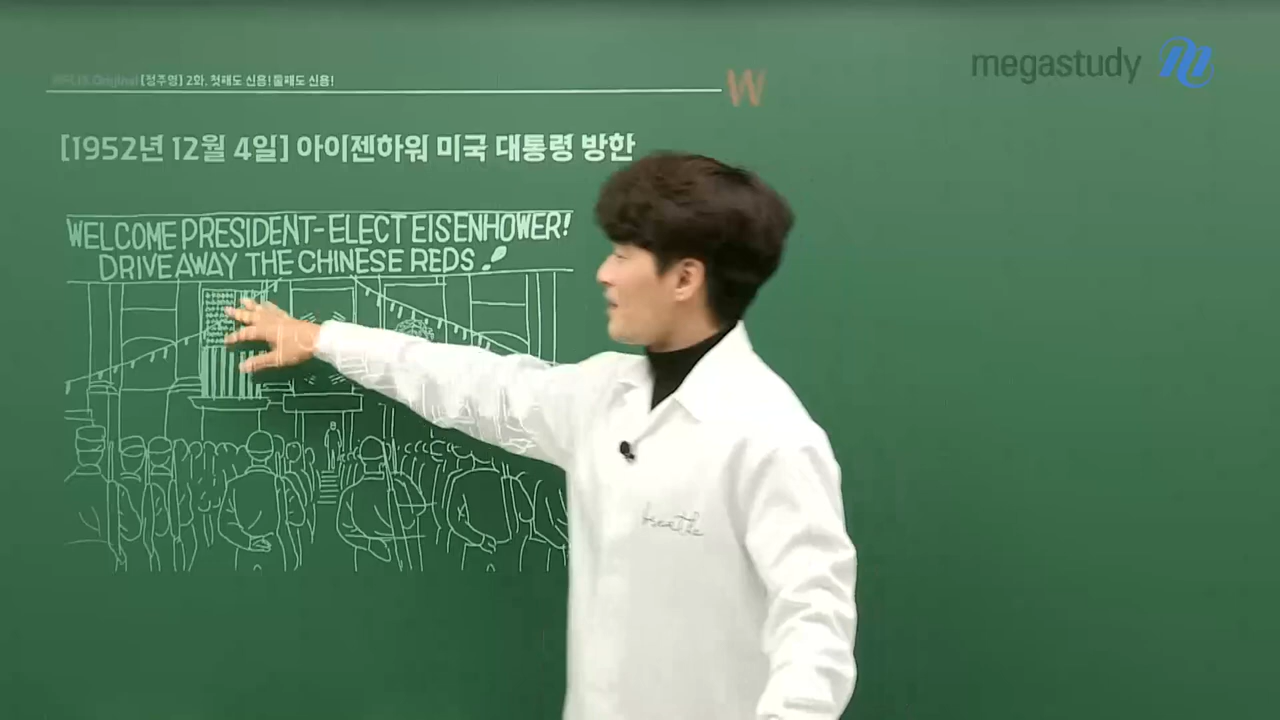 Original [정주영] 2화. 첫째도 신용! 둘째도 신용!
W
megastudy
[1952년 12월 4일] 아이젠하워 미국 대통령 방한
WELCOME PRESIDENT-ELECT EISENHOWER!
DRIVE AWAY THE CHINESE REDS!
breathe